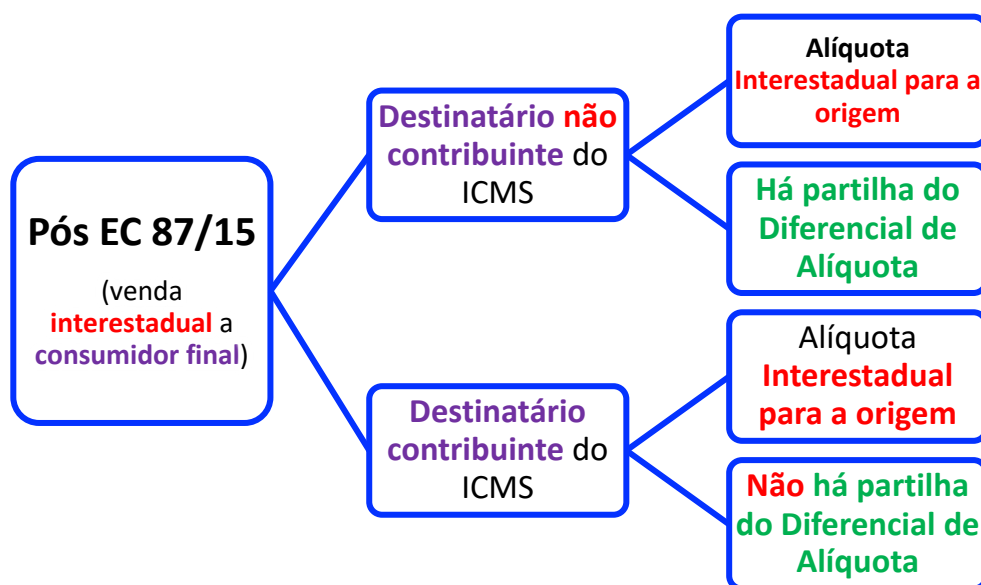 Pós EC 87/15
(venda
interestadual a
consumidor final)
Destinatário não
contribuinte do
ICMS
Alíquota
Interestadual para a
origem
Há partilha do
Diferencial de
Alíquota
Destinatário
contribuinte do
ICMS
Alíquota
Interestadual
para a origem
Não há partilha
do Diferencial de
Alíquota